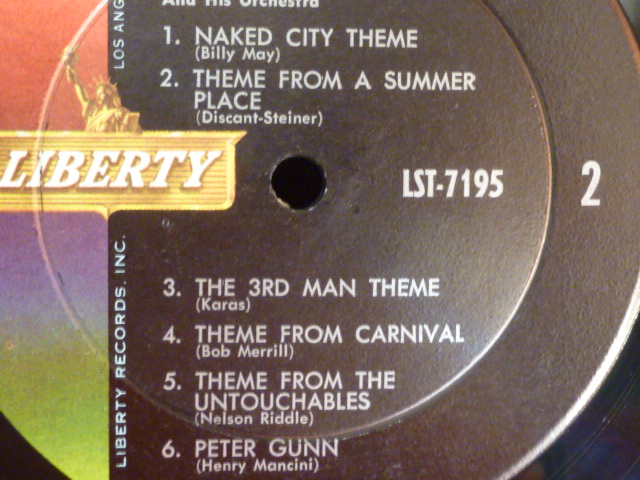 And His Orchestra
1. NAKED CITY THEME
(Billy May)
2. THEME FROM A SUMMER
PLACE
(Discant-Steiner)
LIBERTY
LST-7195
2
3. THE 3RD MAN THEME
(Karas)
4. THEME FROM CARNIVAL
(Bob Merrill)
5. THEME FROM THE
UNTOUCHABLES
(Nelson Riddle)
6. PETER GUNN
(Henry Mancini)
LIBERTY RECORDS, INC.
LOS ANG